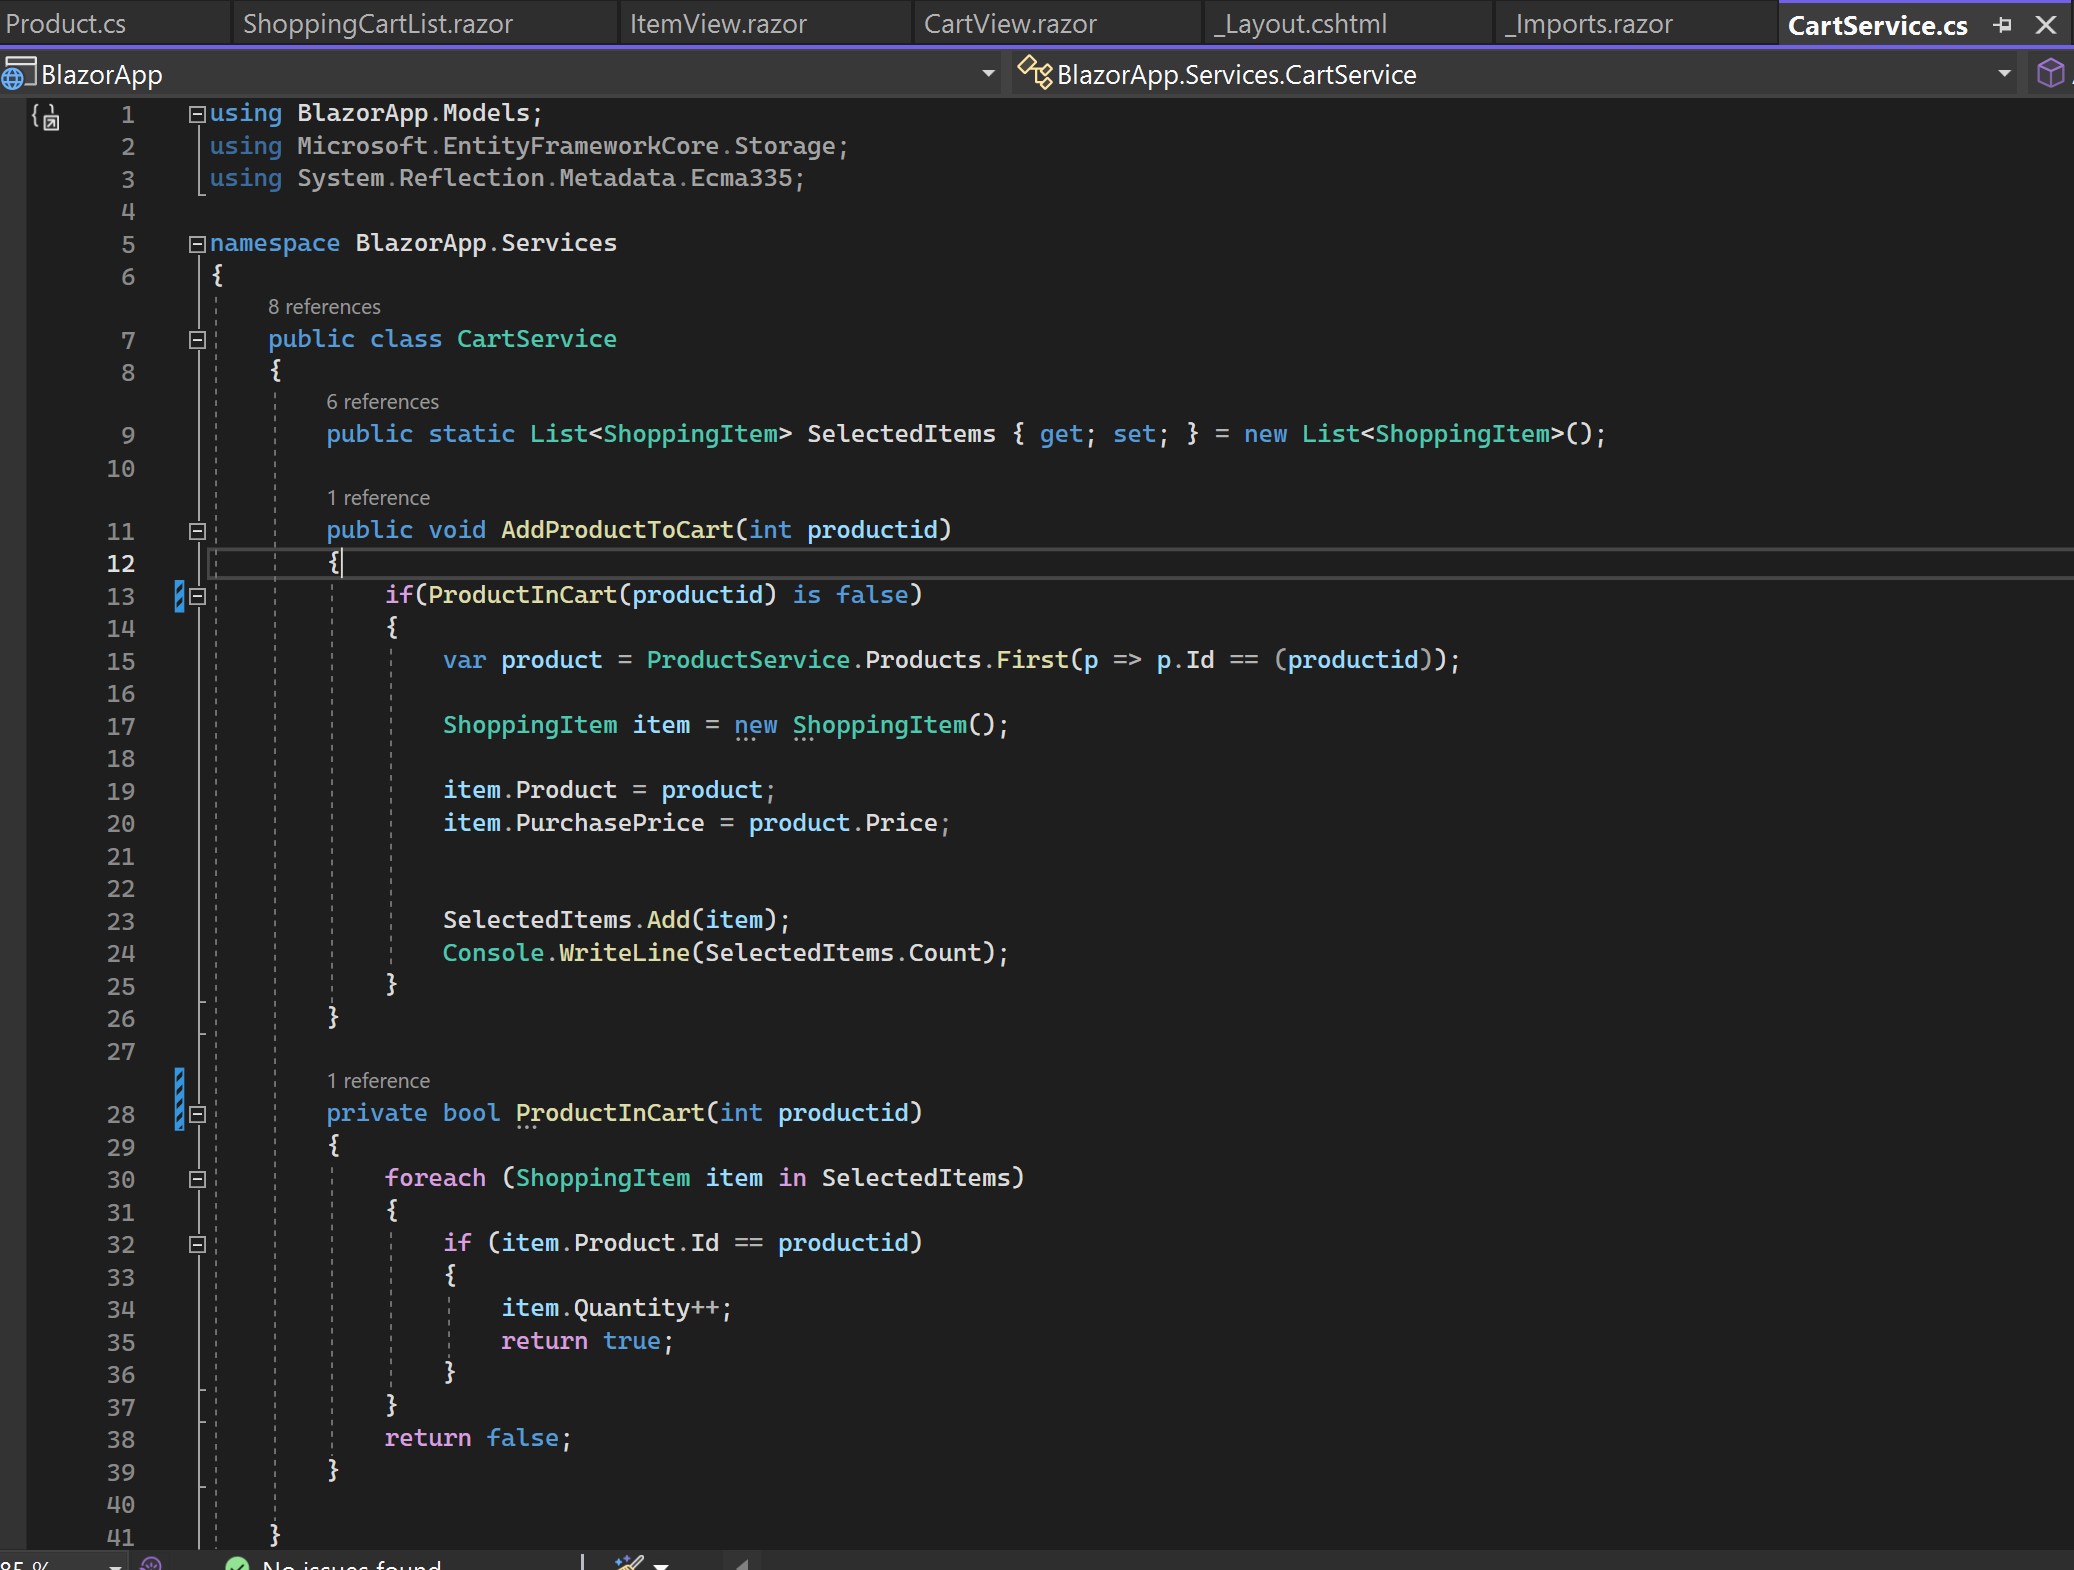 Product.cs ShoppingCartList.razor ItemView.razor CartView.razor _Layout.cshtml _Imports.razor CartService.cs
BlazorApp BlazorApp.Services.CartService
1 using BlazorApp.Models;
2 using Microsoft.EntityFrameworkCore.Storage;
3 using System.Reflection.Metadata.Ecma335;
4
5 namespace BlazorApp.Services
6 {
8 references
7 public class CartService
8 {
6 references
9 public static List<ShoppingItem> SelectedItems { get; set; } = new List<ShoppingItem>();
10
1 reference
11 public void AddProductToCart(int productid)
12 {
13 if(ProductInCart(productid) is false)
14 {
15 var product = ProductService.Products.First(p => p.Id == (productid));
16
17 ShoppingItem item = new ShoppingItem();
18
19 item.Product = product;
20 item.PurchasePrice = product.Price;
21
22
23 SelectedItems.Add(item);
24 Console.WriteLine(SelectedItems.Count);
25 }
26 }
27
1 reference
28 private bool ProductInCart(int productid)
29 {
30 foreach (ShoppingItem item in SelectedItems)
31 {
32 if (item.Product.Id == productid)
33 {
34 item.Quantity++;
35 return true;
36 }
37 }
38 return false;
39 }
40
41 }
85 % No issues found